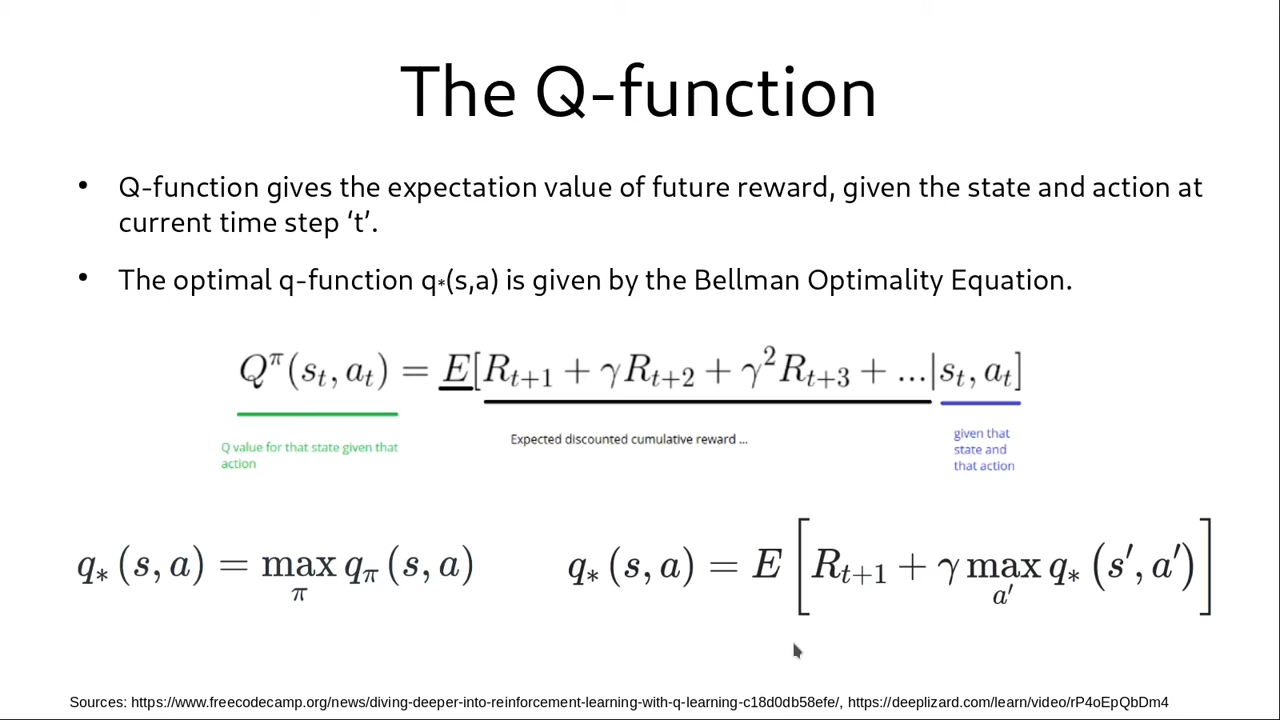 The Q-function
• Q-function gives the expectation value of future reward, given the state and action at
current time step ‘t’.
• The optimal q-function q*(s,a) is given by the Bellman Optimality Equation.
Q^π(s_t, a_t) = E[R_{t+1} + γR_{t+2} + γ^2R_{t+3} + ...|s_t, a_t]
Q value for that state given that
action
Expected discounted cumulative reward ...
given that
state and
that action
q_*(s, a) = max_π q_π(s, a)
q_*(s, a) = E[R_{t+1} + γ max_{a′} q_*(s′, a′)]
Sources: https://www.freecodecamp.org/news/diving-deeper-into-reinforcement-learning-with-q-learning-c18d0db58efe/, https://deeplizard.com/learn/video/rP4oEpQbDm4